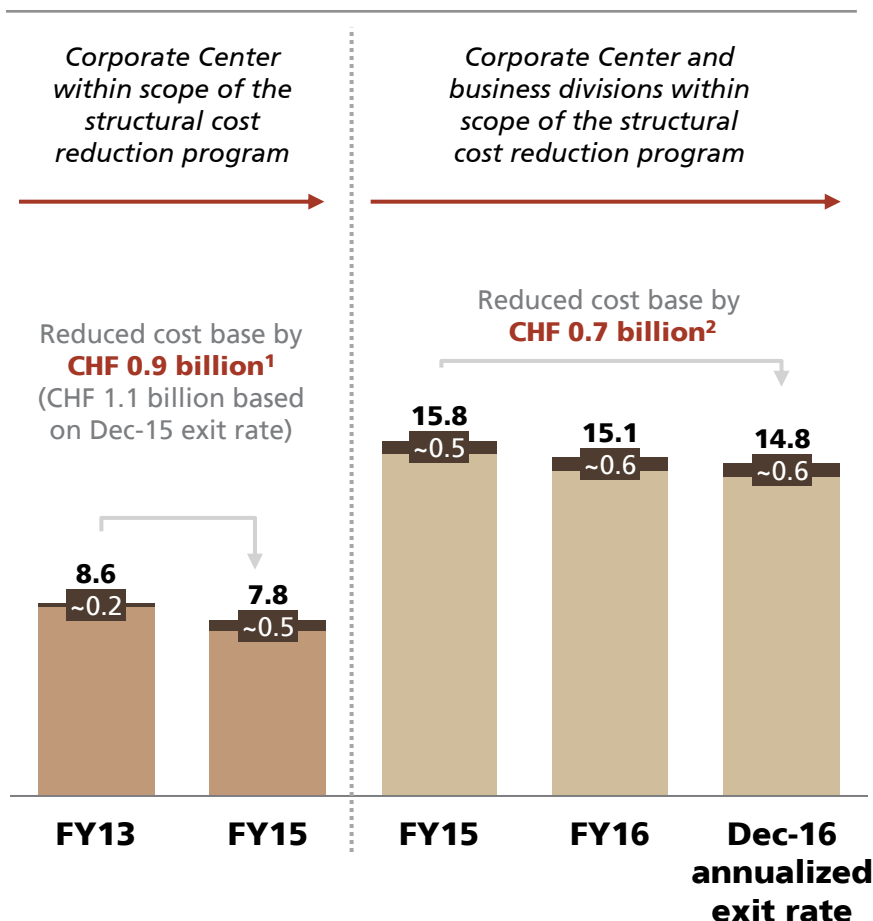 Corporate Center
within scope of the
structural cost
reduction program
Corporate Center and
business divisions within
scope of the structural
cost reduction program
Reduced cost base by
CHF 0.9 billion¹
(CHF 1.1 billion based
on Dec-15 exit rate)
Reduced cost base by
CHF 0.7 billion²
8.6
~0.2
7.8
~0.5
15.8
~0.5
15.1
~0.6
14.8
~0.6
FY13
FY15
FY15
FY16
Dec-16
annualized
exit rate